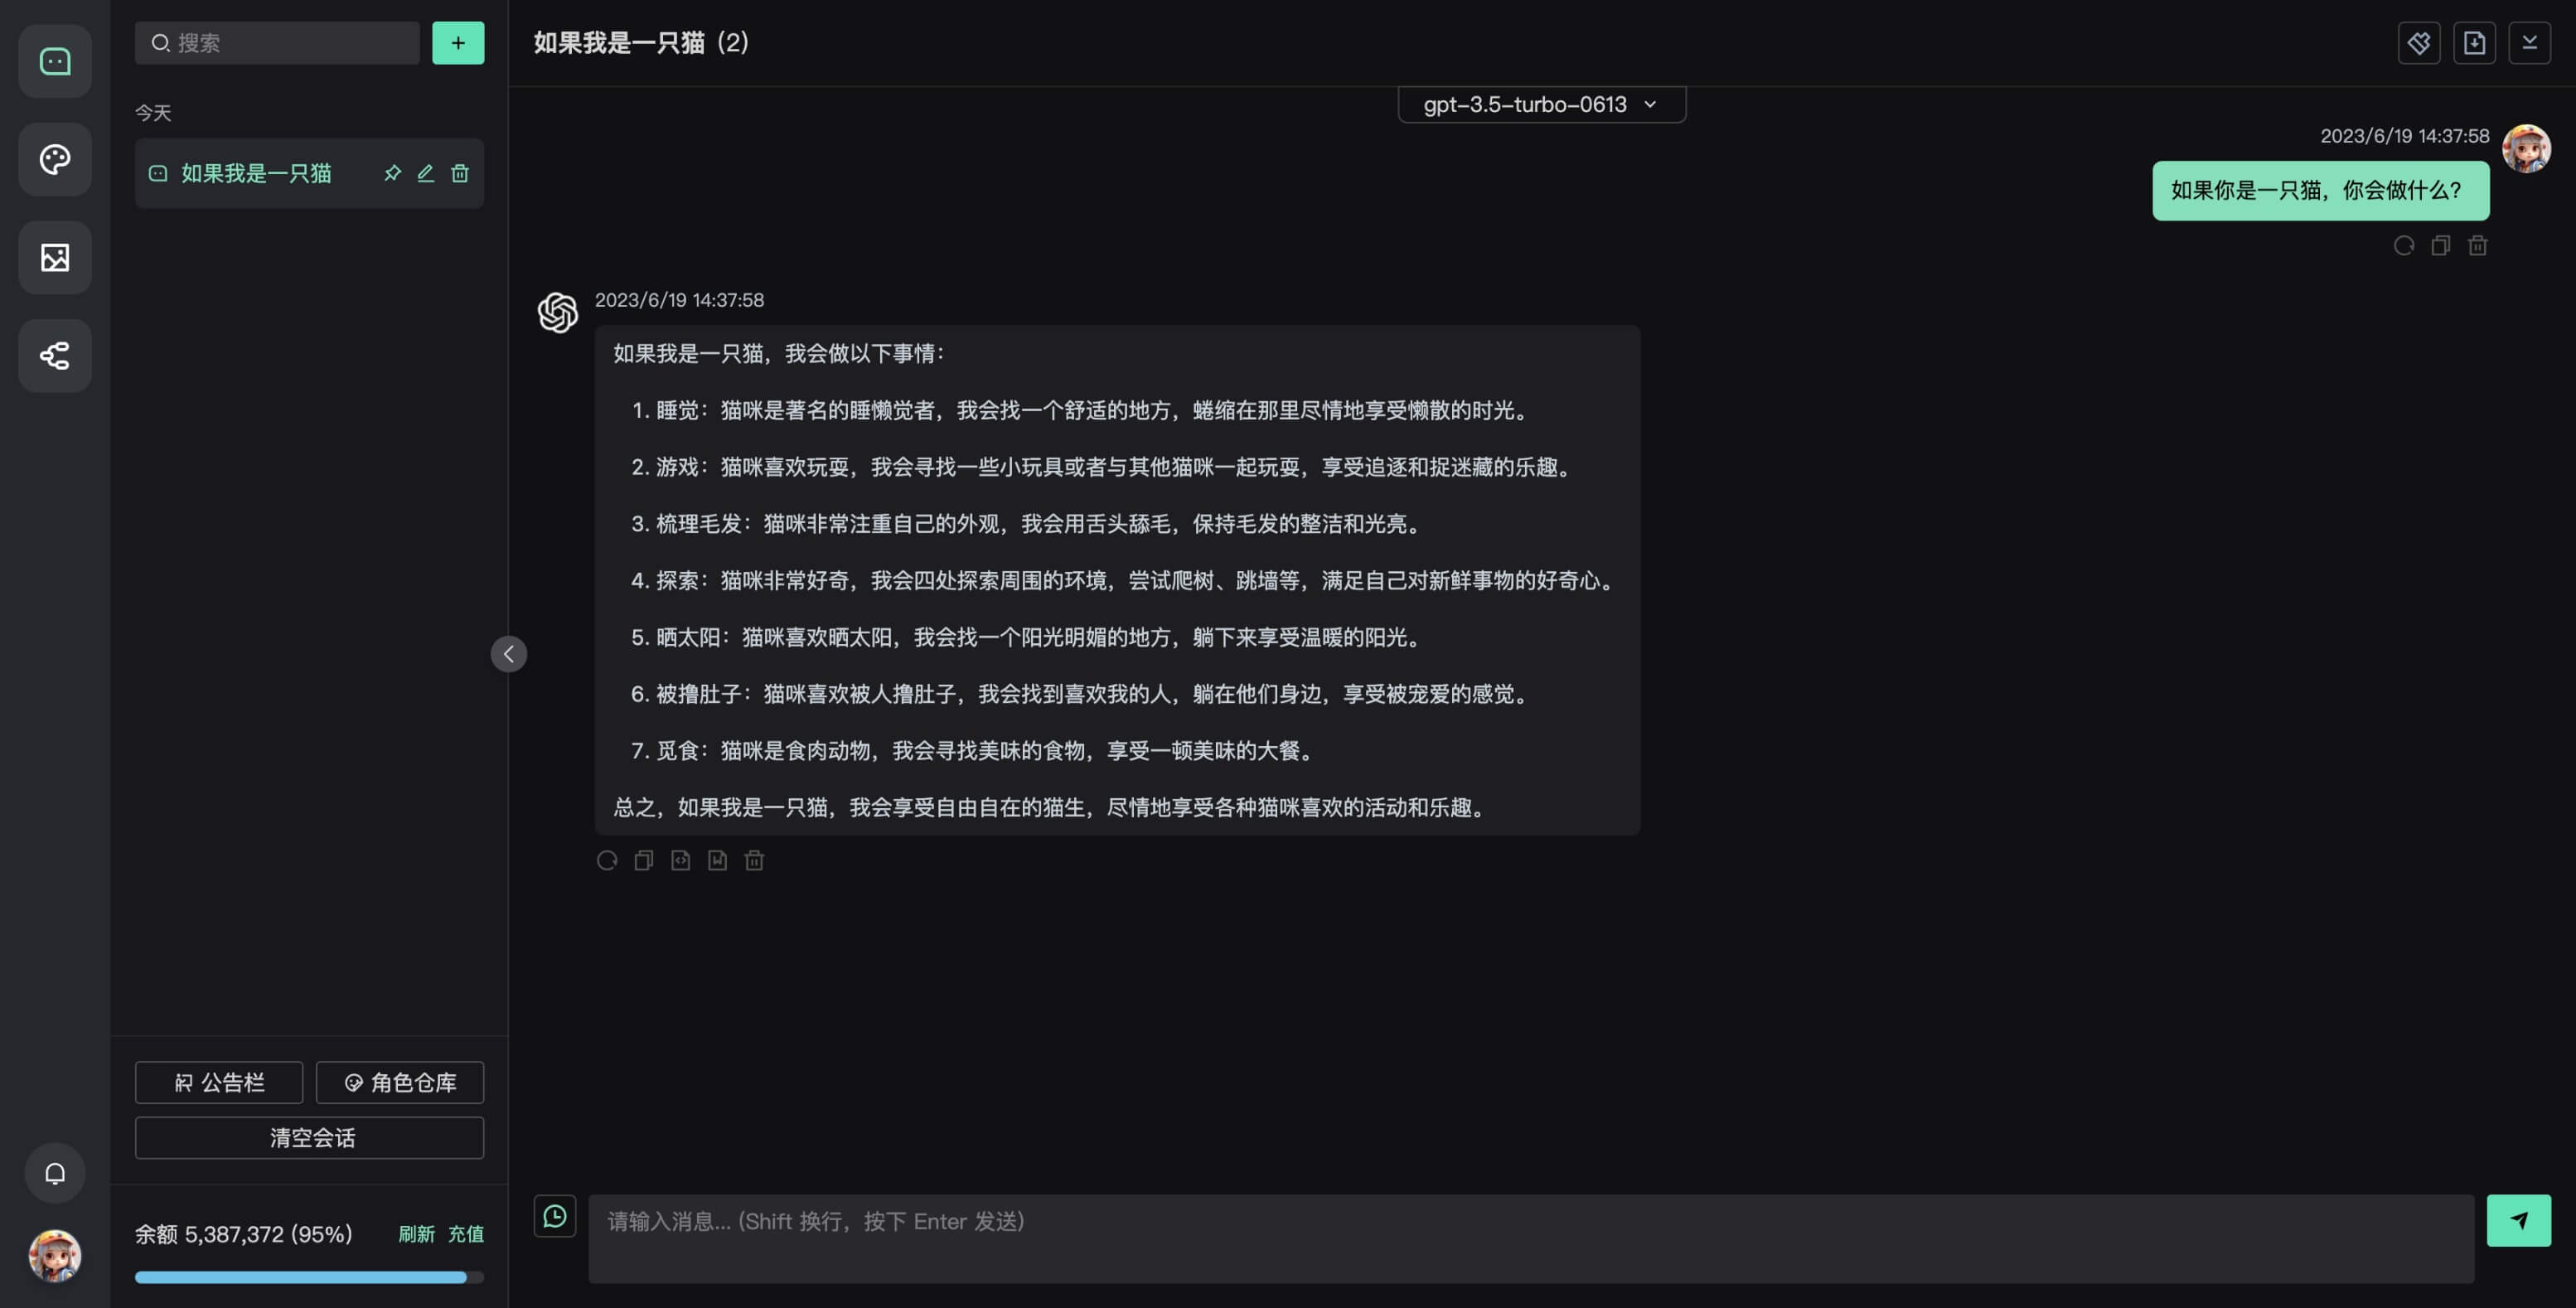 搜索
+
今天
如果我是一只猫
公告栏
角色仓库
清空会话
余额 5,387,372 (95%)
刷新 充值
如果我是一只猫 (2)
gpt-3.5-turbo-0613
2023/6/19 14:37:58
如果你是一只猫，你会做什么？
2023/6/19 14:37:58
如果我是一只猫，我会做以下事情：
1. 睡觉：猫咪是著名的睡懒觉者，我会找一个舒适的地方，蜷缩在那里尽情地享受懒散的时光。
2. 游戏：猫咪喜欢玩耍，我会寻找一些小玩具或者与其他猫咪一起玩耍，享受追逐和捉迷藏的乐趣。
3. 梳理毛发：猫咪非常注重自己的外观，我会用舌头舔毛，保持毛发的整洁和光亮。
4. 探索：猫咪非常好奇，我会四处探索周围的环境，尝试爬树、跳墙等，满足自己对新鲜事物的好奇心。
5. 晒太阳：猫咪喜欢晒太阳，我会找一个阳光明媚的地方，躺下来享受温暖的阳光。
6. 被撸肚子：猫咪喜欢被人撸肚子，我会找到喜欢我的人，躺在他们身边，享受被宠爱的感觉。
7. 觅食：猫咪是食肉动物，我会寻找美味的食物，享受一顿美味的大餐。
总之，如果我是一只猫，我会享受自由自在的猫生，尽情地享受各种猫咪喜欢的活动和乐趣。
请输入消息... (Shift 换行，按下 Enter 发送)